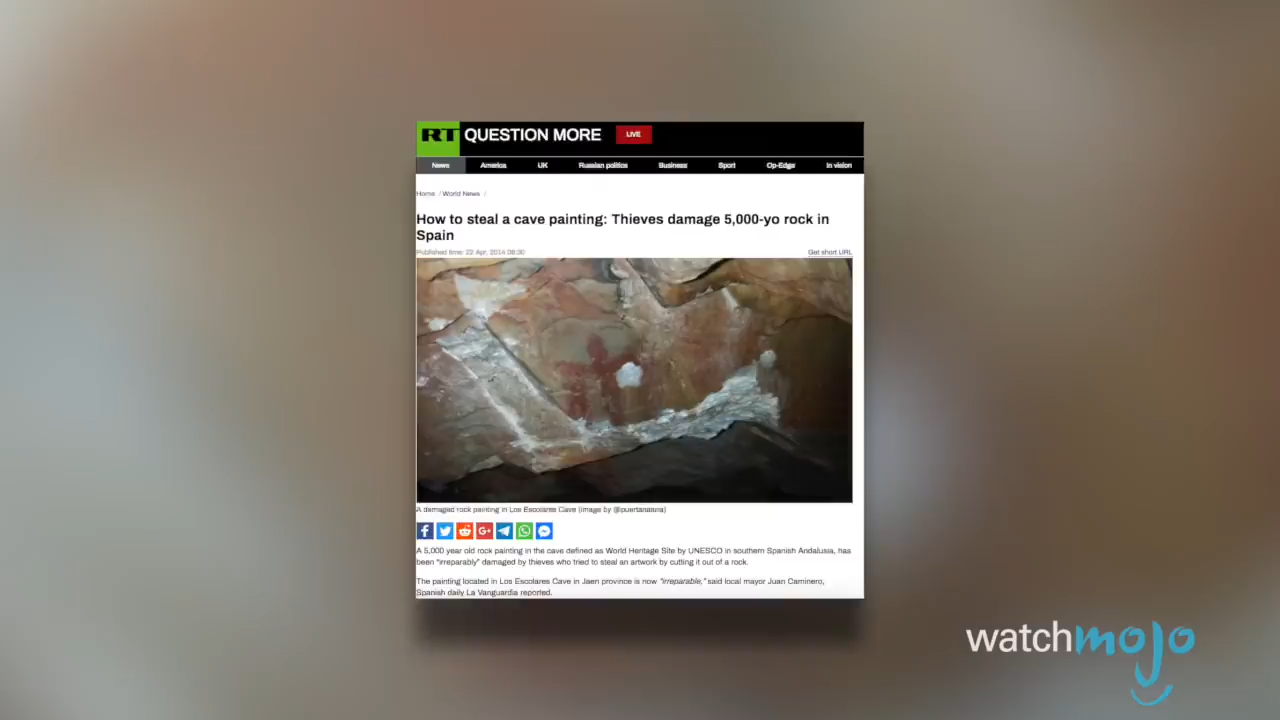 RT QUESTION MORE LIVE
News America UK Russian politics Business Sport Op-Edge In vision
Home / World News /
How to steal a cave painting: Thieves damage 5,000-yo rock in
Spain
Published time: 22 Apr, 2014 06:30
Get short URL
A damaged rock painting in Los Escolares Cave (image by @puertanatura)
A 5,000 year old rock painting in the cave defined as World Heritage Site by UNESCO in southern Spanish Andalusia, has
been "irreparably" damaged by thieves who tried to steal an artwork by cutting it out of a rock.
The painting located in Los Escolares Cave in Jaen province is now "irreparable," said local mayor Juan Caminero,
Spanish daily La Vanguardia reported.
watchmojo